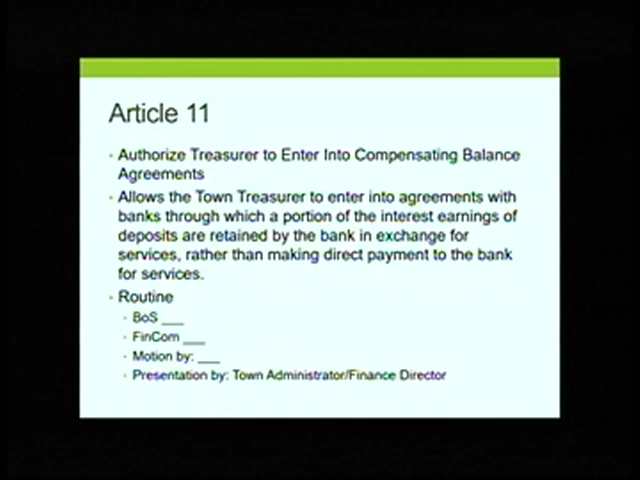 Article 11
Authorize Treasurer to Enter Into Compensating Balance
Agreements
Allows the Town Treasurer to enter into agreements with
banks through which a portion of the interest earnings of
deposits are retained by the bank in exchange for
services, rather than making direct payment to the bank
for services.
Routine
BoS ___
FinCom ___
Motion by: ___
Presentation by: Town Administrator/Finance Director